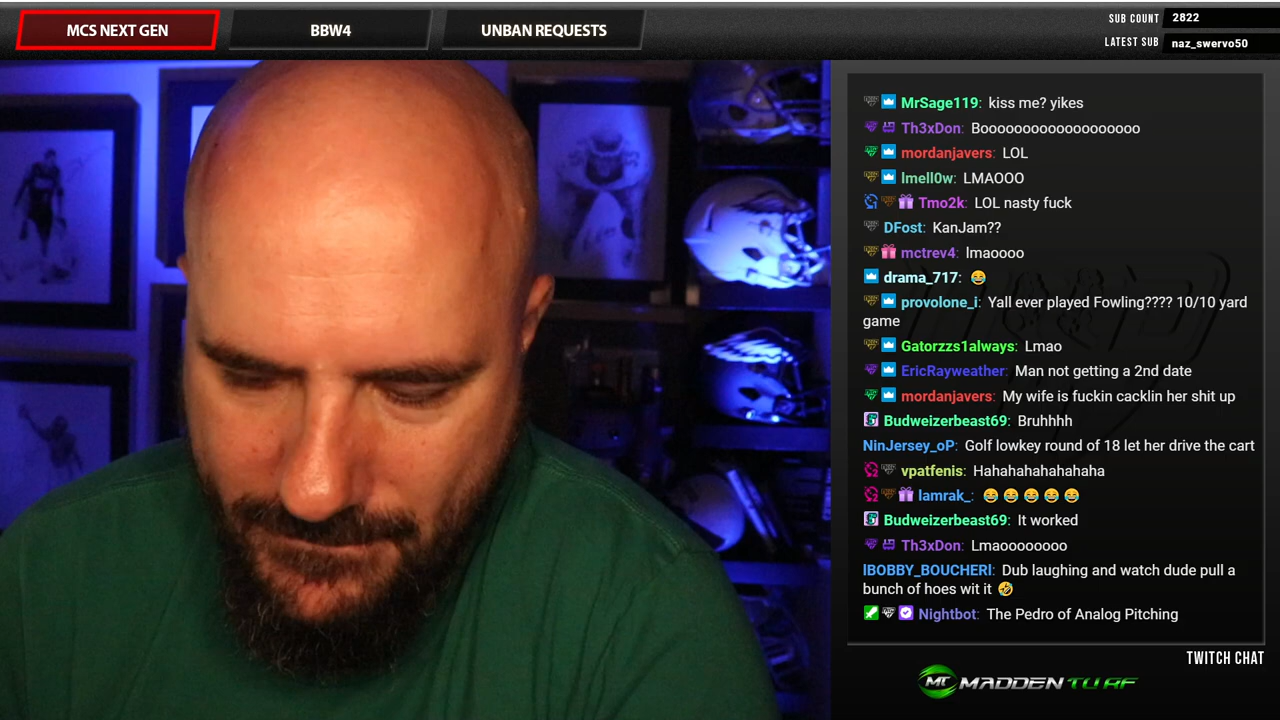 MCS NEXT GEN
BBW4
UNBAN REQUESTS
SUB COUNT 2822
LATEST SUB naz_swervo50
MrSage119: kiss me? yikes
Th3xDon: Boooooooooooooooooooo
mordanjavers: LOL
lmell0w: LMAOOO
Tmo2k: LOL nasty fuck
DFost: KanJam??
mctrev4: lmaoooo
drama_717: 😂
provolone_i: Yall ever played Fowling???? 10/10 yard
game
Gatorzzs1always: Lmao
EricRayweather: Man not getting a 2nd date
mordanjavers: My wife is fuckin cacklin her shit up
Budweizerbeast69: Bruhhhh
NinJersey_oP: Golf lowkey round of 18 let her drive the cart
vpatfenis: Hahahahahahahaha
lamrak_: 😂 😂 😂 😂 😂
Budweizerbeast69: It worked
Th3xDon: Lmaoooooooo
IBOBBY_BOUCHERI: Dub laughing and watch dude pull a
bunch of hoes wit it 🤣
Nightbot: The Pedro of Analog Pitching
TWITCH CHAT
MT MADDEN TURF